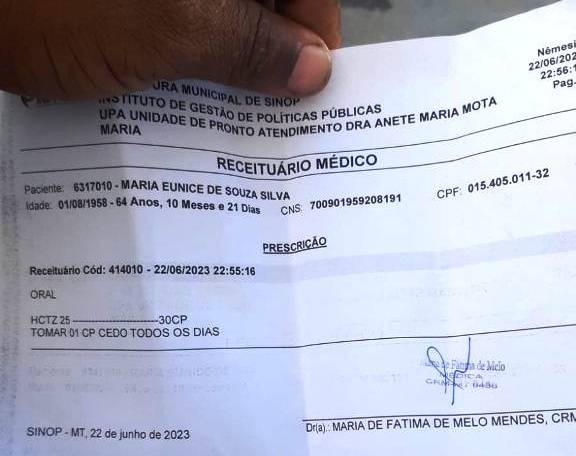 Nêmesi
22/06/202
22:56:1
Pag.
URA MUNICIPAL DE SINOP
INSTITUTO DE GESTÃO DE POLÍTICAS PÚBLICAS
UPA UNIDADE DE PRONTO ATENDIMENTO DRA ANETE MARIA MOTA
MARIA
RECEITUÁRIO MÉDICO
Paciente: 6317010 - MARIA EUNICE DE SOUZA SILVA
Idade: 01/08/1958 - 64 Anos, 10 Meses e 21 Dias CNS: 700901959208191 CPF: 015.405.011-32
PRESCRIÇÃO
Receituário Cód: 414010 - 22/06/2023 22:55:16
ORAL
HCTZ 25 --------------------------30CP
TOMAR 01 CP CEDO TODOS OS DIAS
de Fatima de Melo
MÉDICA
SINOP - MT, 22 de junho de 2023
Dr(a).: MARIA DE FATIMA DE MELO MENDES, CRM